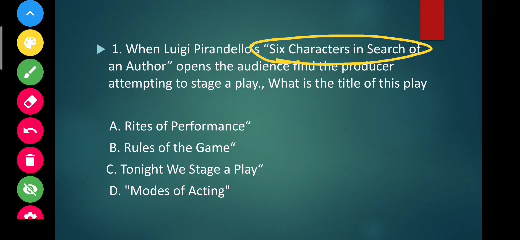 1. When Luigi Pirandello's "Six Characters in Search of
an Author" opens the audience find the producer
attempting to stage a play., What is the title of this play
A. Rites of Performance"
B. Rules of the Game"
C. Tonight We Stage a Play"
D. "Modes of Acting"